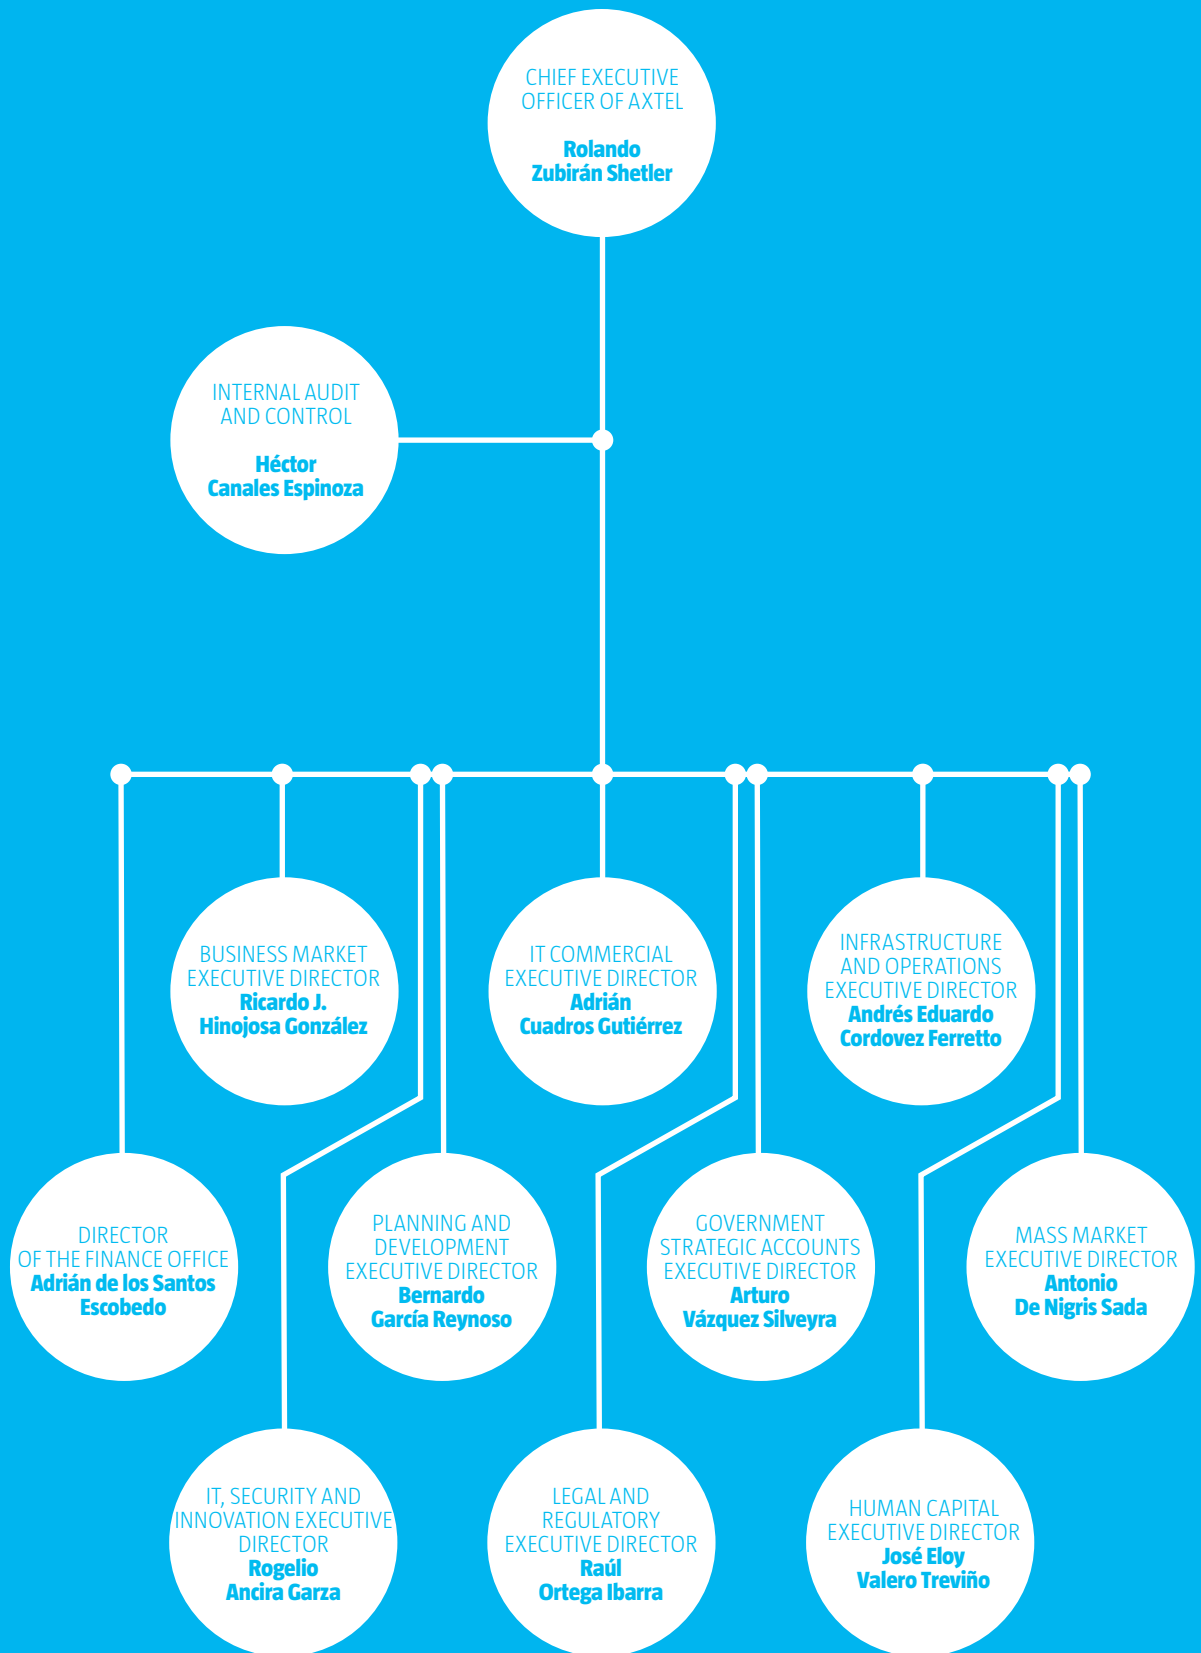 CHIEF EXECUTIVE
OFFICER OF AXTEL
Rolando
Zubirán Shetler
INTERNAL AUDIT
AND CONTROL
Héctor
Canales Espinoza
BUSINESS MARKET
EXECUTIVE DIRECTOR
Ricardo J.
Hinojosa González
IT COMMERCIAL
EXECUTIVE DIRECTOR
Adrián
Cuadros Gutiérrez
INFRASTRUCTURE
AND OPERATIONS
EXECUTIVE DIRECTOR
Andrés Eduardo
Cordovez Ferretto
DIRECTOR
OF THE FINANCE OFFICE
Adrián de los Santos
Escobedo
PLANNING AND
DEVELOPMENT
EXECUTIVE DIRECTOR
Bernardo
García Reynoso
GOVERNMENT
STRATEGIC ACCOUNTS
EXECUTIVE DIRECTOR
Arturo
Vázquez Silveyra
MASS MARKET
EXECUTIVE DIRECTOR
Antonio
De Nigris Sada
IT, SECURITY AND
INNOVATION EXECUTIVE
DIRECTOR
Rogelio
Ancira Garza
LEGAL AND
REGULATORY
EXECUTIVE DIRECTOR
Raúl
Ortega Ibarra
HUMAN CAPITAL
EXECUTIVE DIRECTOR
José Eloy
Valero Treviño